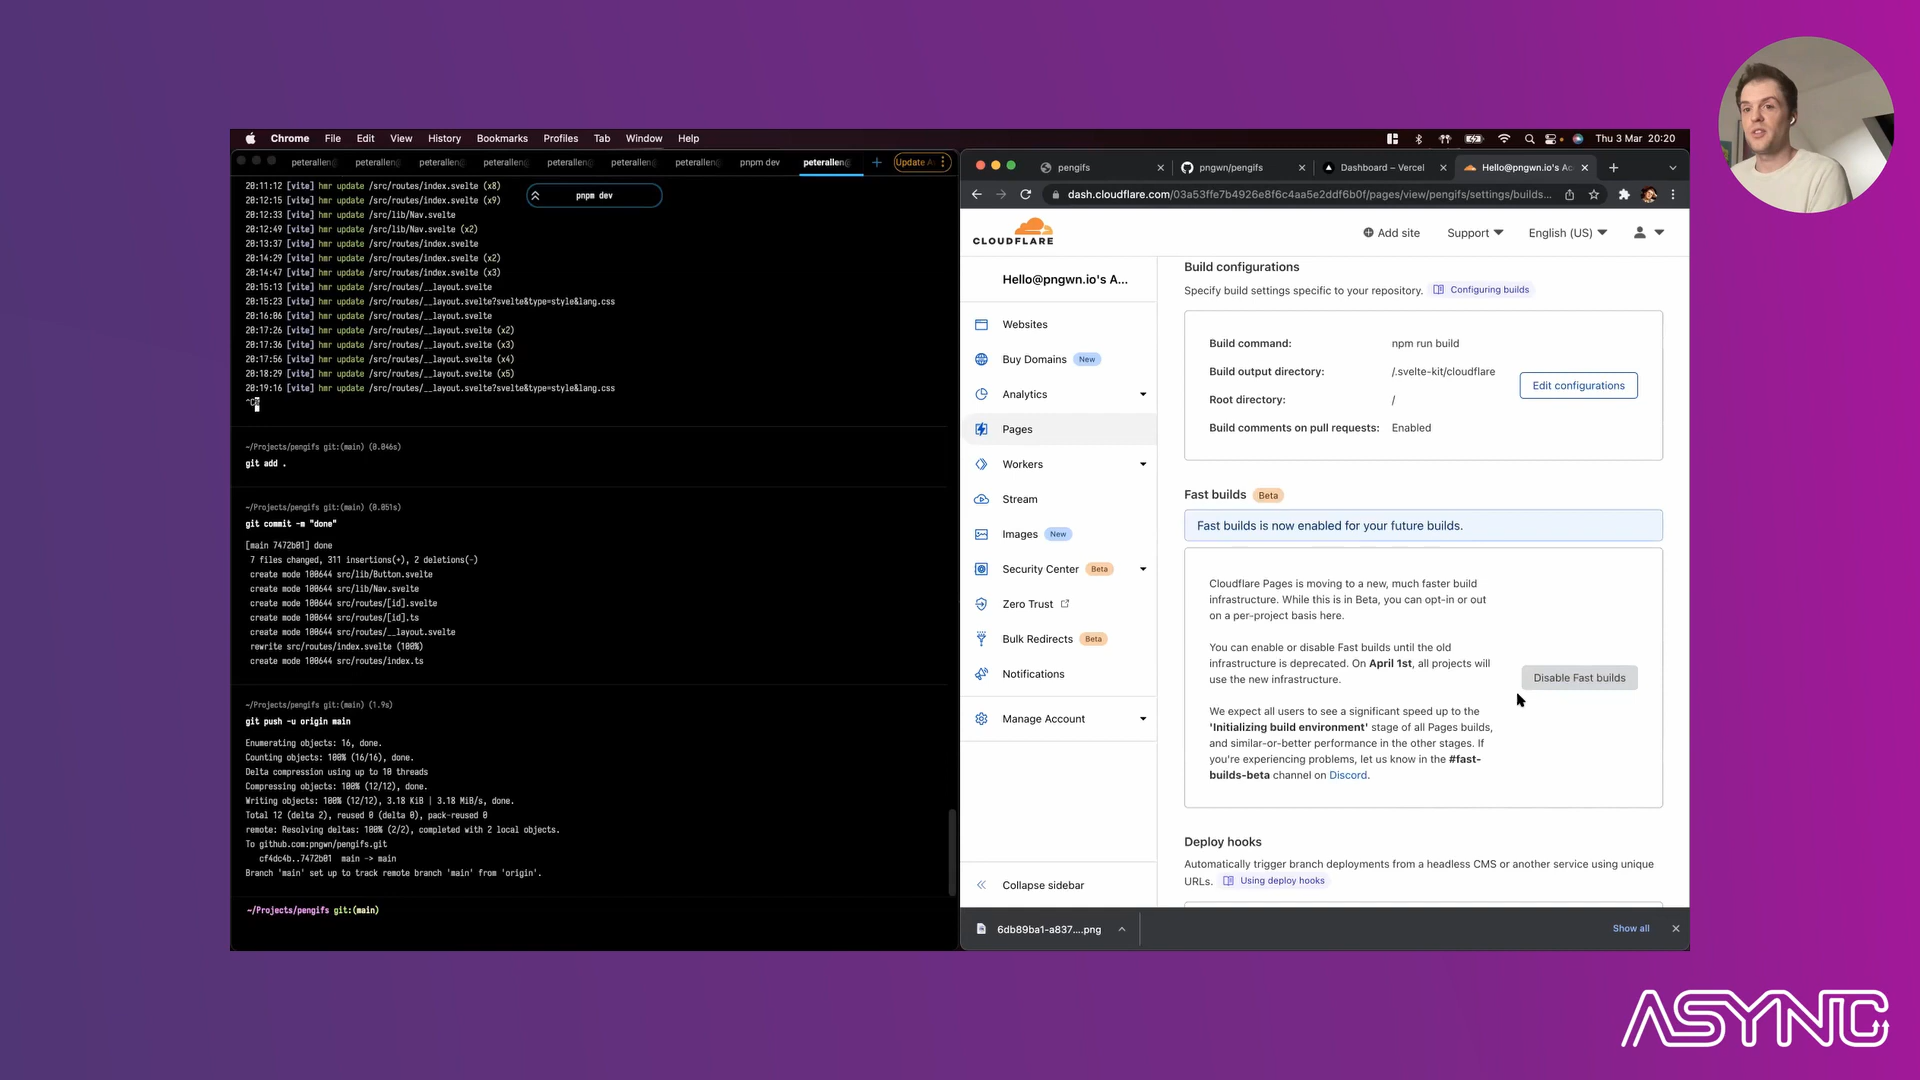 Chrome File Edit View History Bookmarks Profiles Tab Window Help
Thu 3 Mar 20:20
peterallen@ peterallen@ peterallen@ peterallen@ peterallen@ peterallen@ peterallen@ pnpm dev peterallen@ + Update A
pnpm dev
20:11:12 [vite] hmr update /src/routes/index.svelte (x8)
20:12:15 [vite] hmr update /src/routes/index.svelte (x9)
20:12:33 [vite] hmr update /src/lib/Nav.svelte
20:12:49 [vite] hmr update /src/lib/Nav.svelte (x2)
20:13:37 [vite] hmr update /src/routes/index.svelte
20:14:29 [vite] hmr update /src/routes/index.svelte (x2)
20:14:47 [vite] hmr update /src/routes/index.svelte (x3)
20:15:13 [vite] hmr update /src/routes/__layout.svelte
20:15:23 [vite] hmr update /src/routes/__layout.svelte?svelte&type=style&lang.css
20:16:06 [vite] hmr update /src/routes/__layout.svelte
20:17:26 [vite] hmr update /src/routes/__layout.svelte (x2)
20:17:36 [vite] hmr update /src/routes/__layout.svelte (x3)
20:17:56 [vite] hmr update /src/routes/__layout.svelte (x4)
20:18:29 [vite] hmr update /src/routes/__layout.svelte (x5)
20:19:16 [vite] hmr update /src/routes/__layout.svelte?svelte&type=style&lang.css
~/Projects/pengifs git:(main) (0.046s)
git add .
~/Projects/pengifs git:(main) (0.051s)
git commit -m "done"
[main 7472b01] done
7 files changed, 311 insertions(+), 2 deletions(-)
create mode 100644 src/lib/Button.svelte
create mode 100644 src/lib/Nav.svelte
create mode 100644 src/routes/[id].svelte
create mode 100644 src/routes/[id].ts
create mode 100644 src/routes/__layout.svelte
rewrite src/routes/index.svelte (100%)
create mode 100644 src/routes/index.ts
~/Projects/pengifs git:(main) (1.9s)
git push -u origin main
Enumerating objects: 16, done.
Counting objects: 100% (16/16), done.
Delta compression using up to 10 threads
Compressing objects: 100% (12/12), done.
Writing objects: 100% (12/12), 3.18 KiB | 3.18 MiB/s, done.
Total 12 (delta 2), reused 0 (delta 0), pack-reused 0
remote: Resolving deltas: 100% (2/2), completed with 2 local objects.
To github.com:pngwn/pengifs.git
cf4dc4b..7472b01 main -> main
Branch 'main' set up to track remote branch 'main' from 'origin'.
~/Projects/pengifs git:(main)
pengifs pngwn/pengifs Dashboard – Vercel Hello@pngwn.io's Ac
dash.cloudflare.com/03a53ffe7b4926e8f6c4aa5e2ddf6b0f/pages/view/pengifs/settings/builds...
CLOUDFLARE
Add site Support English (US)
Hello@pngwn.io's A...
Websites
Buy Domains New
Analytics
Pages
Workers
Stream
Images New
Security Center Beta
Zero Trust
Bulk Redirects Beta
Notifications
Manage Account
Collapse sidebar
Build configurations
Specify build settings specific to your repository. Configuring builds
Build command: npm run build
Build output directory: /.svelte-kit/cloudflare
Root directory: /
Build comments on pull requests: Enabled
Edit configurations
Fast builds Beta
Fast builds is now enabled for your future builds.
Cloudflare Pages is moving to a new, much faster build
infrastructure. While this is in Beta, you can opt-in or out
on a per-project basis here.
You can enable or disable Fast builds until the old
infrastructure is deprecated. On April 1st, all projects will
use the new infrastructure.
Disable Fast builds
We expect all users to see a significant speed up to the
'Initializing build environment' stage of all Pages builds,
and similar-or-better performance in the other stages. If
you're experiencing problems, let us know in the #fast-
builds-beta channel on Discord.
Deploy hooks
Automatically trigger branch deployments from a headless CMS or another service using unique
URLs. Using deploy hooks
6db89ba1-a837....png
Show all
ASYNC